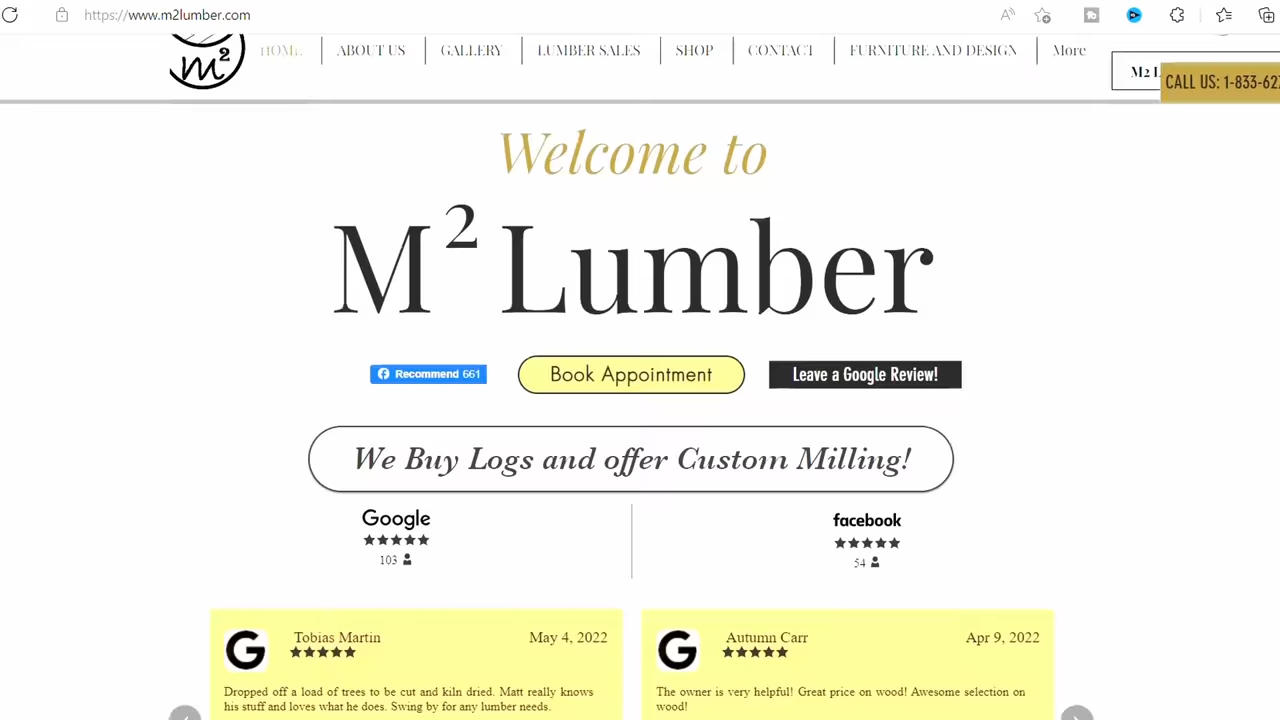 https://www.m2lumber.com
m²
HOME
ABOUT US
GALLERY
LUMBER SALES
SHOP
CONTACT
FURNITURE AND DESIGN
More
M2 L
CALL US: 1-833-62
Welcome to
M² Lumber
Recommend 661
Book Appointment
Leave a Google Review!
We Buy Logs and offer Custom Milling!
Google
facebook
★★★★★
★★★★★
103
54
G
Tobias Martin
May 4, 2022
★★★★★
Dropped off a load of trees to be cut and kiln dried. Matt really knows
his stuff and loves what he does. Swing by for any lumber needs.
G
Autumn Carr
Apr 9, 2022
★★★★★
The owner is very helpful! Great price on wood! Awesome selection on
wood!